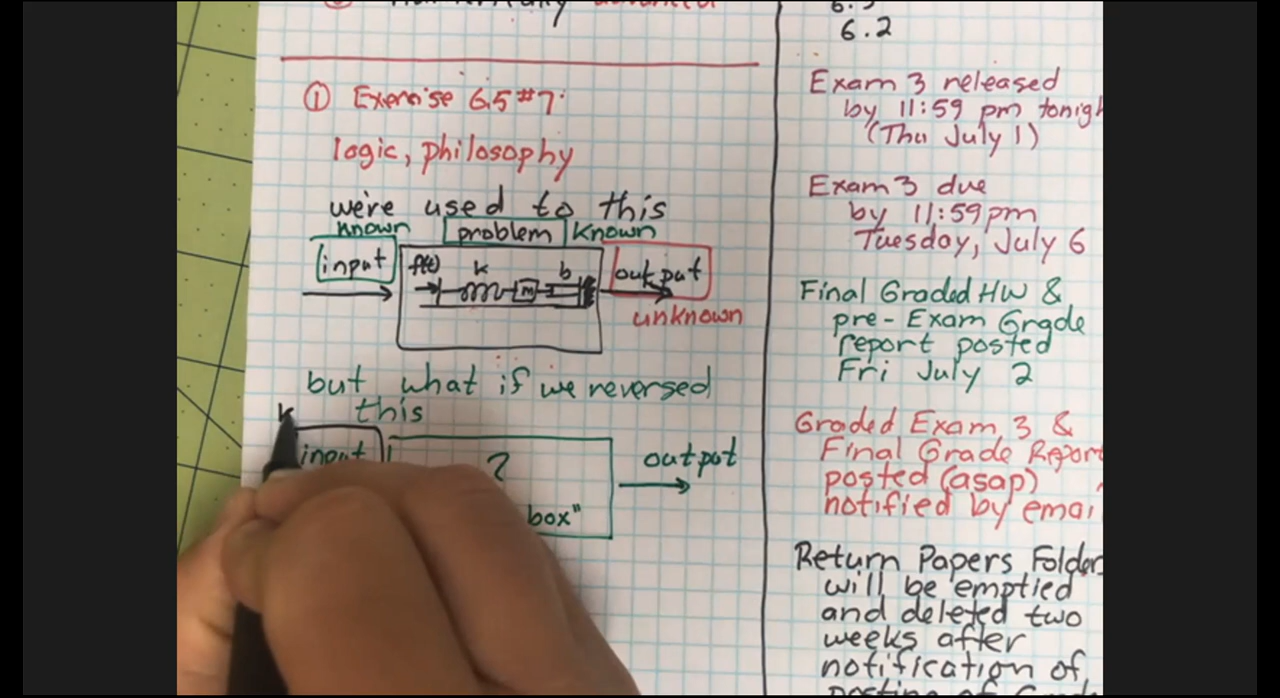 ① Exercise 6.5 #7:
logic, philosophy
we're used to this
known problem known
input f(t) k m b output
unknown
but what if we reversed
this
input ? output
box"
6.2
Exam 3 released
by 11:59 pm tonigh
(Thu July 1)
Exam 3 due
by 11:59pm
Tuesday, July 6
Final Graded HW &
pre-Exam Grade
report posted
Fri July 2
Graded Exam 3 &
Final Grade Repor
posted (asap)
notified by emai
Return Papers Folder
will be emptied
and deleted two
weeks after
notification of